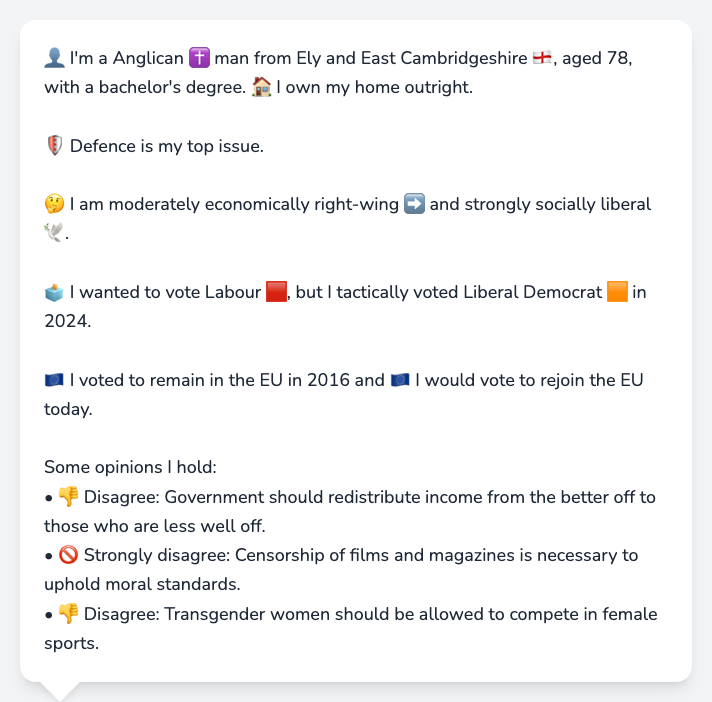 👤 I'm a Anglican ✝️ man from Ely and East Cambridgeshire 🏴󠁧󠁢󠁥󠁮󠁧󠁿, aged 78,
with a bachelor's degree. 🏠 I own my home outright.
🛡️ Defence is my top issue.
🤔 I am moderately economically right-wing ➡️ and strongly socially liberal
🕊️.
🗳️ I wanted to vote Labour 🟥, but I tactically voted Liberal Democrat 🟧 in
2024.
🇪🇺 I voted to remain in the EU in 2016 and 🇪🇺 I would vote to rejoin the EU
today.
Some opinions I hold:
• 👎 Disagree: Government should redistribute income from the better off to
those who are less well off.
• 🚫 Strongly disagree: Censorship of films and magazines is necessary to
uphold moral standards.
• 👎 Disagree: Transgender women should be allowed to compete in female
sports.